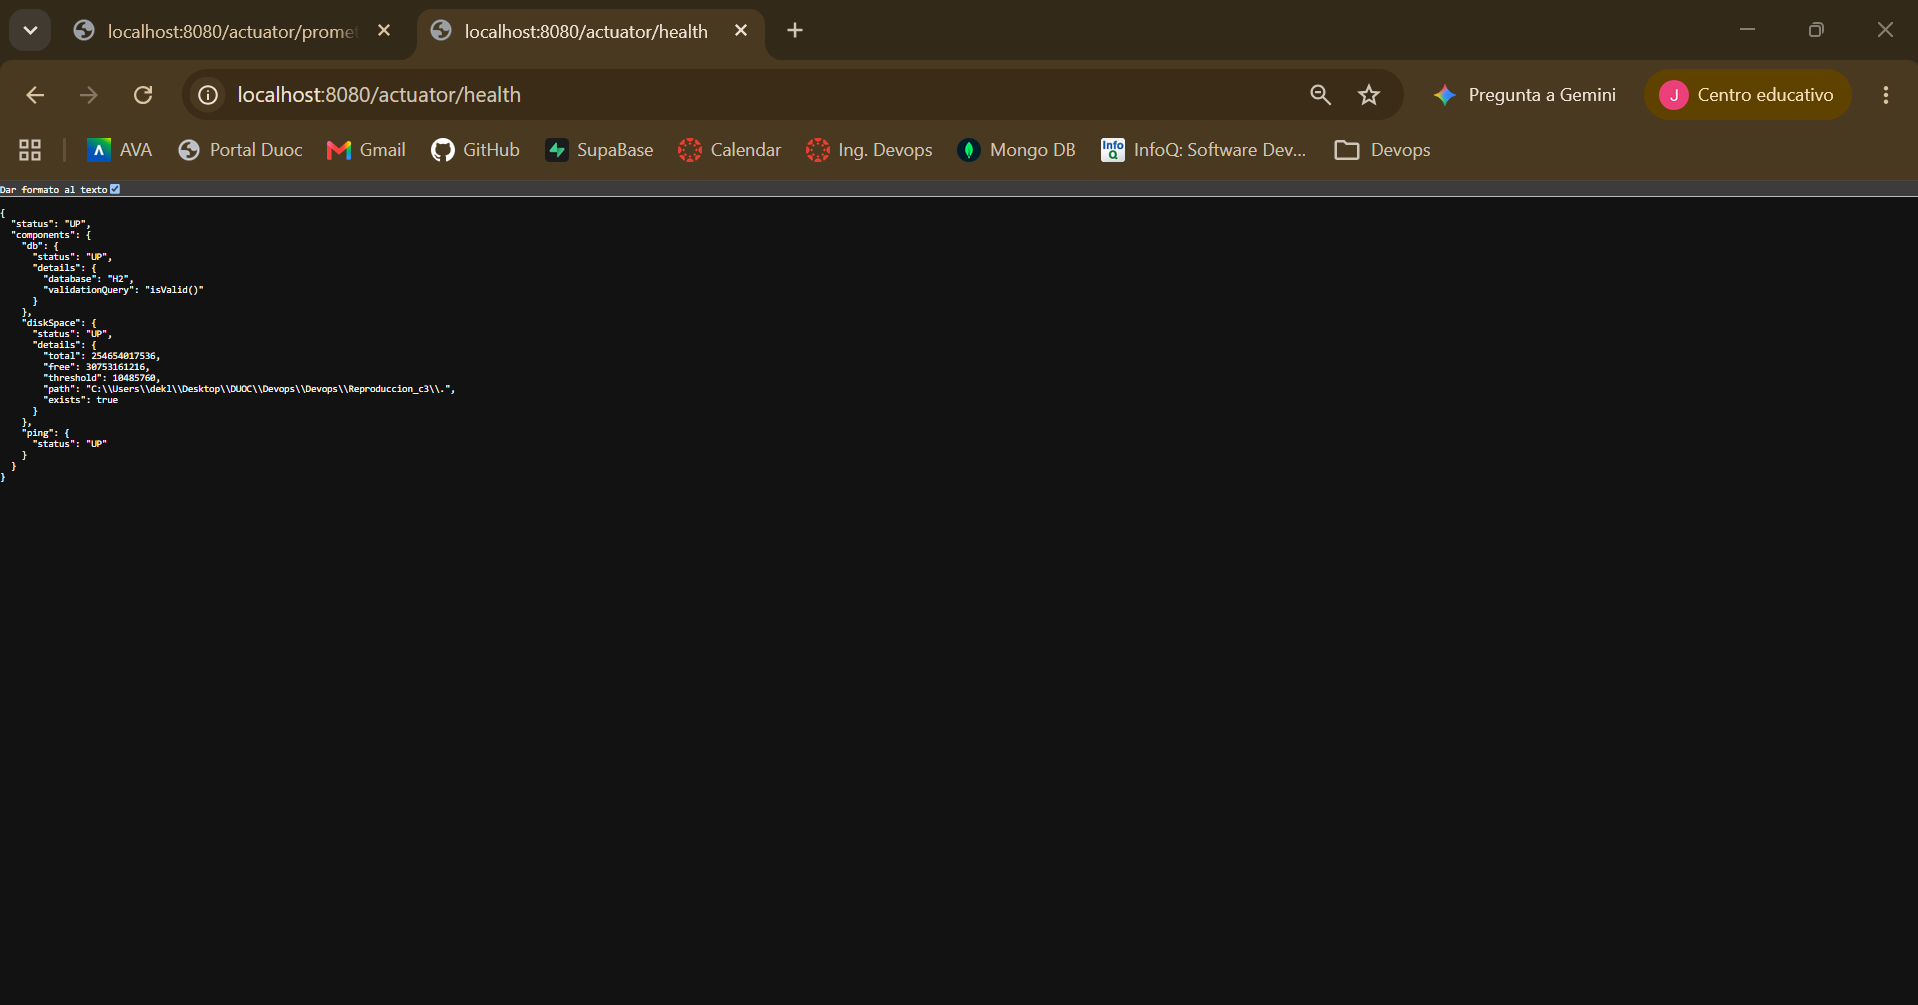 localhost:8080/actuator/promet
localhost:8080/actuator/health
localhost:8080/actuator/health
Pregunta a Gemini
J
Centro educativo
AVA
Portal Duoc
Gmail
GitHub
SupaBase
Calendar
Ing. Devops
Mongo DB
Info Q
InfoQ: Software Dev...
Devops
Dar formato al texto
{
  "status": "UP",
  "components": {
    "db": {
      "status": "UP",
      "details": {
        "database": "H2",
        "validationQuery": "isValid()"
      }
    },
    "diskSpace": {
      "status": "UP",
      "details": {
        "total": 254654017536,
        "free": 30753161216,
        "threshold": 10485760,
        "path": "C:\\Users\\dekl\\Desktop\\DUOC\\Devops\\Devops\\Reproduccion_c3\\.",
        "exists": true
      }
    },
    "ping": {
      "status": "UP"
    }
  }
}